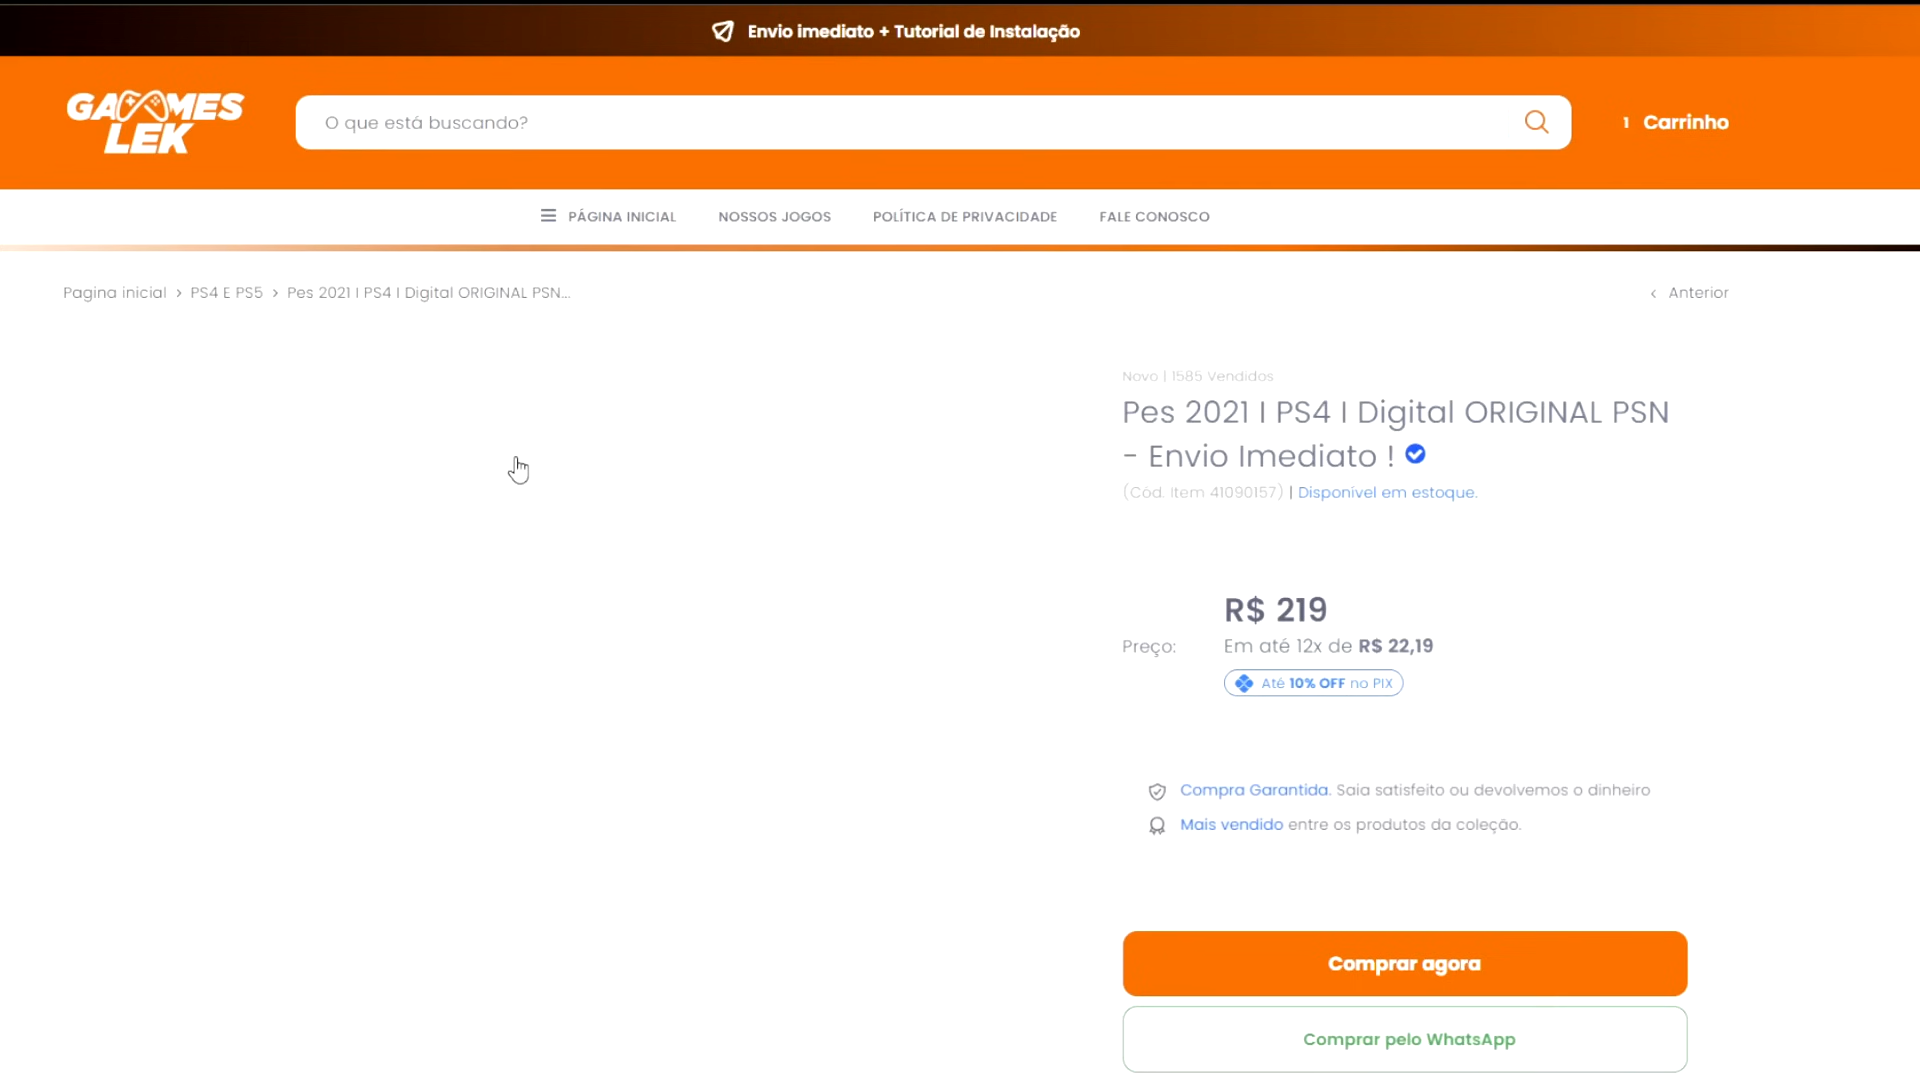 Envio imediato + Tutorial de Instalação
GAMES
LEK
O que está buscando?
1 Carrinho
PÁGINA INICIAL
NOSSOS JOGOS
POLÍTICA DE PRIVACIDADE
FALE CONOSCO
Pagina inicial › PS4 E PS5 › Pes 2021 I PS4 I Digital ORIGINAL PSN...
‹ Anterior
Novo | 1585 Vendidos
Pes 2021 I PS4 I Digital ORIGINAL PSN
- Envio Imediato !
(Cód. Item 41090157) | Disponível em estoque.
R$ 219
Preço:
Em até 12x de R$ 22,19
Até 10% OFF no PIX
Compra Garantida. Saia satisfeito ou devolvemos o dinheiro
Mais vendido entre os produtos da coleção.
Comprar agora
Comprar pelo WhatsApp